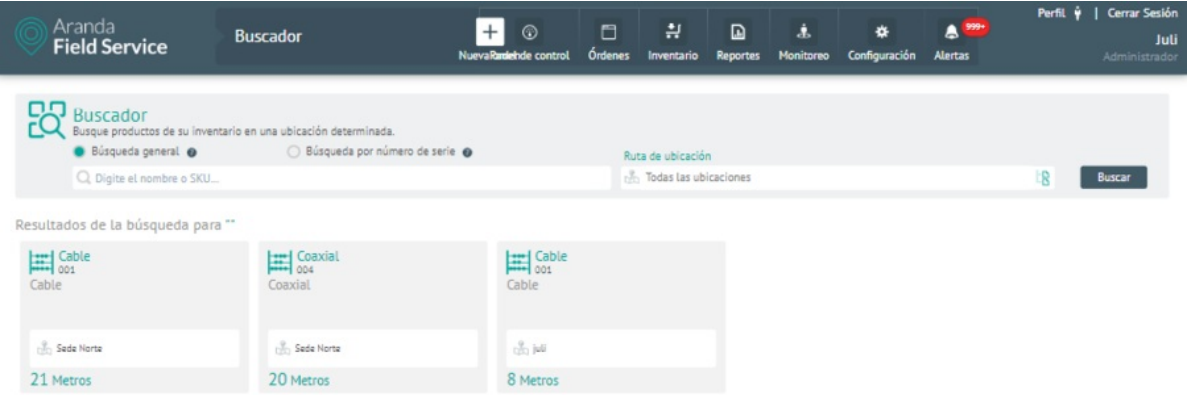 Aranda
Field Service
Buscador
Nueva
de control
Órdenes
Inventario
Reportes
Monitoreo
Configuración
Alertas
999+
Perfil | Cerrar Sesión
Juli
Administrador
Buscador
Busque productos de su inventario en una ubicación determinada.
Búsqueda general ?
Búsqueda por número de serie ?
Ruta de ubicación
Digite el nombre o SKU...
Todas las ubicaciones
Buscar
Resultados de la búsqueda para ""
Cable
001
Cable
Sede Norte
21 Metros
Coaxial
004
Coaxial
Sede Norte
20 Metros
Cable
001
Cable
juli
8 Metros